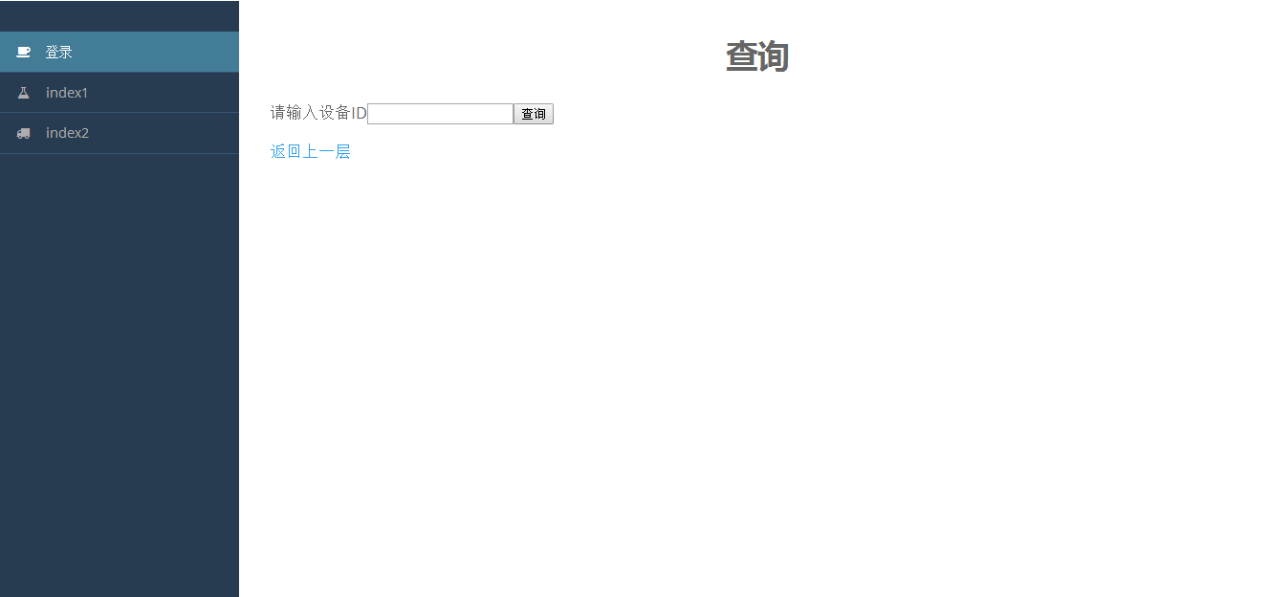 登录
index1
index2
查询
请输入设备ID 查询
返回上一层